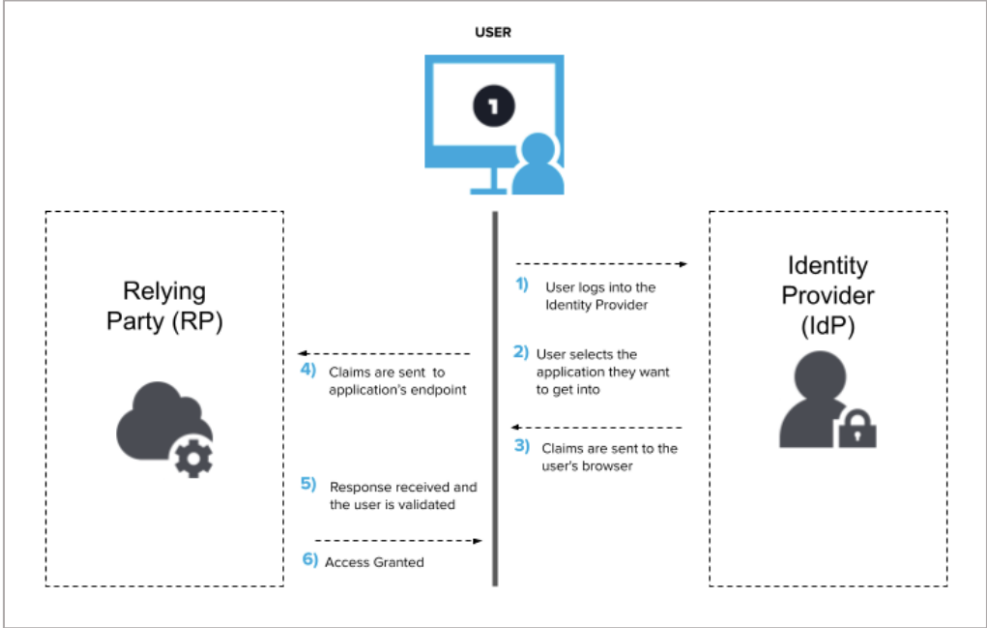 USER
1
Relying
Party (RP)
Identity
Provider
(IdP)
1) User logs into the
Identity Provider
2) User selects the
application they want
to get into
3) Claims are sent to the
user's browser
4) Claims are sent to
application's endpoint
5) Response received and
the user is validated
6) Access Granted